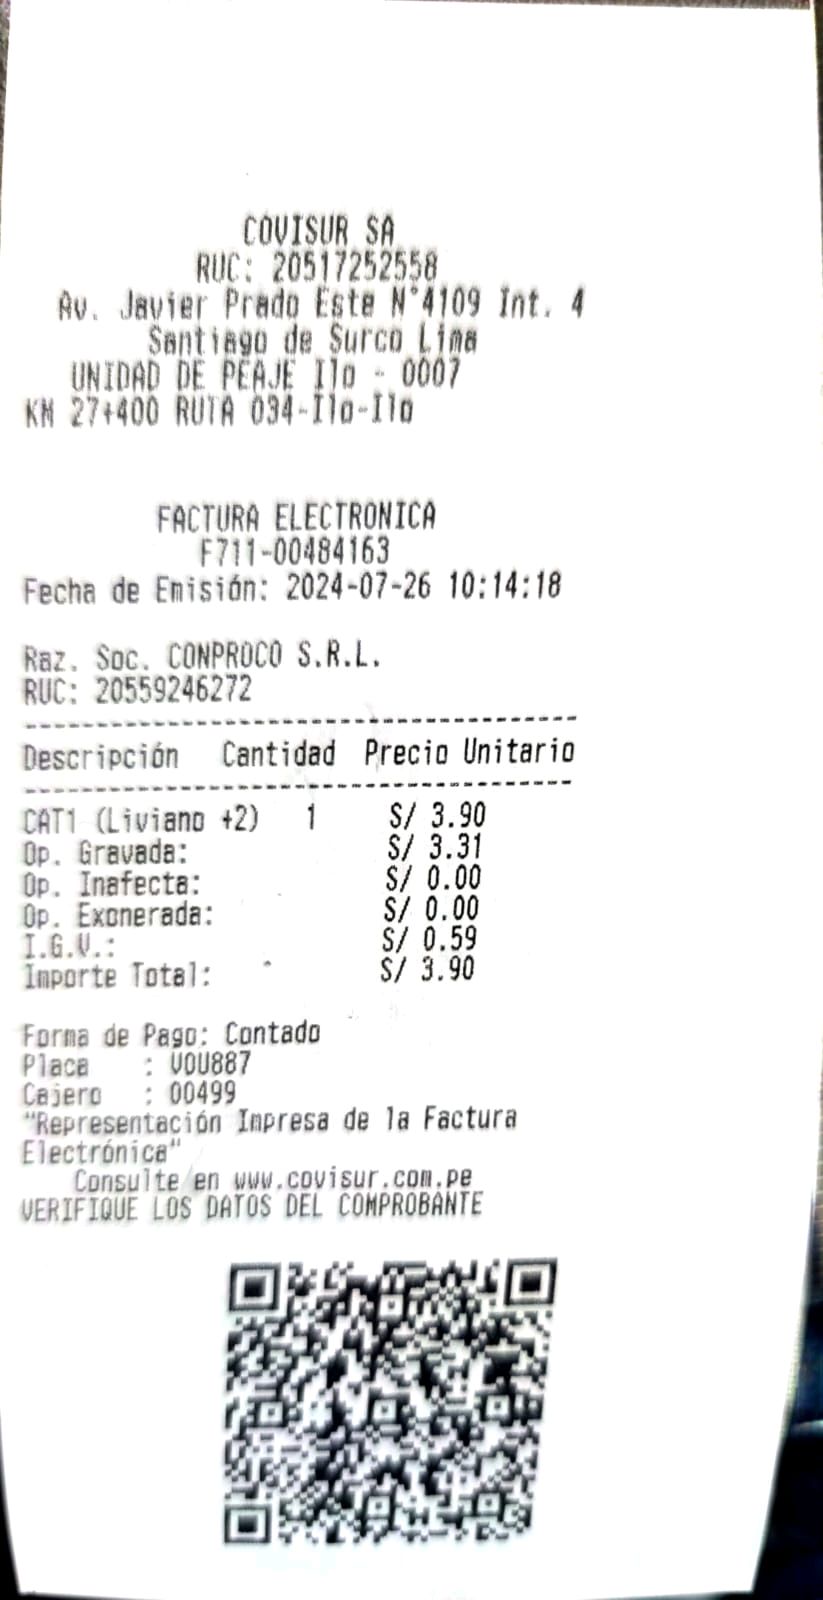 COVISUR SA
RUC: 20517252558
Av. Javier Prado Este N°4109 Int. 4
Santiago de Surco Lima
UNIDAD DE PEAJE Ilo - 0007
KM 27+400 RUTA 034-Ilo-Ilo
FACTURA ELECTRONICA
F711-00484163
Fecha de Emisión: 2024-07-26 10:14:18
Raz. Soc. CONPROCO S.R.L.
RUC: 20559246272
----------------------------------------
Descripción Cantidad Precio Unitario
----------------------------------------
CAT1 (Liviano +2) 1 S/ 3.90
Op. Gravada: S/ 3.31
Op. Inafecta: S/ 0.00
Op. Exonerada: S/ 0.00
I.G.V.: S/ 0.59
Importe Total: S/ 3.90
Forma de Pago: Contado
Placa : VOU887
Cajero : 00499
"Representación Impresa de la Factura
Electrónica"
Consulte en www.covisur.com.pe
VERIFIQUE LOS DATOS DEL COMPROBANTE